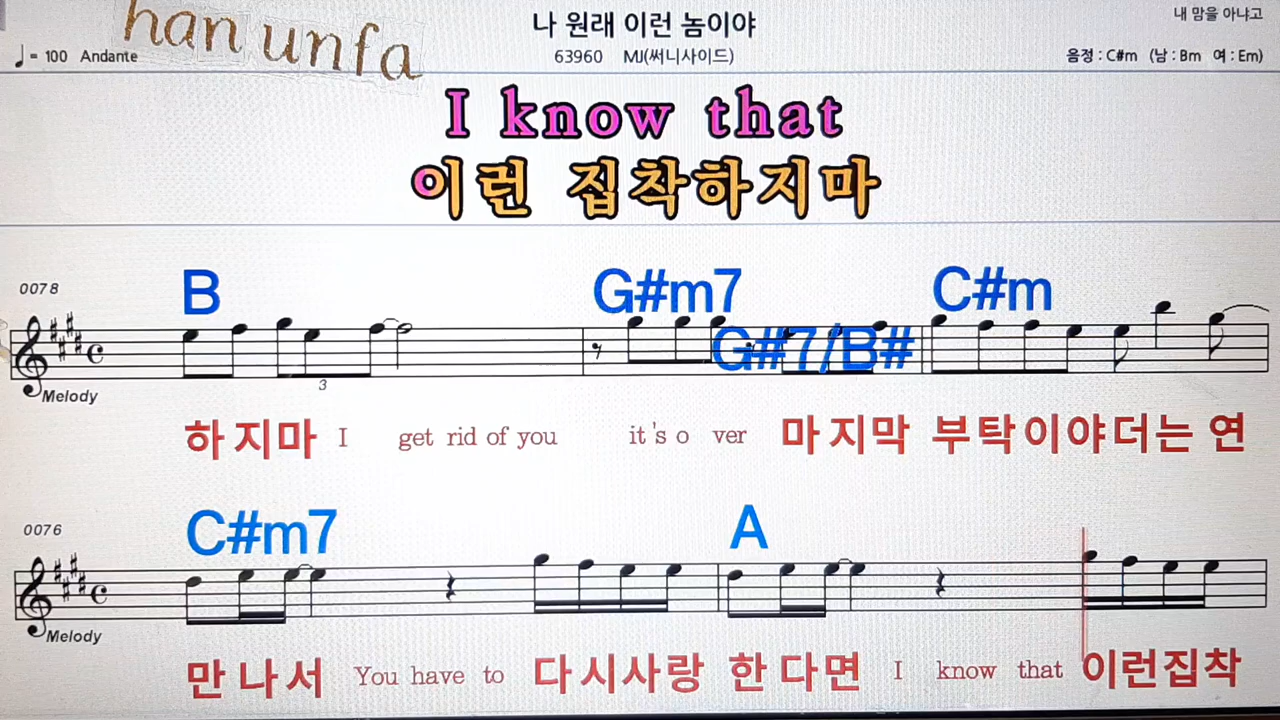 han unfa
나 원래 이런 놈이야
내 맘을 아냐고
♩ = 100 Andante
63960 MJ(써니사이드)
음정 : C#m (남 : Bm 여 : Em)
I know that
이런 집착하지마
0078
B G#m7 G#7/B# C#m
3
Melody
하지마 I get rid of you it's o ver 마지막 부탁이야더는 연
0076
C#m7 A
Melody
만나서 You have to 다시사랑 한다면 I know that 이런집착